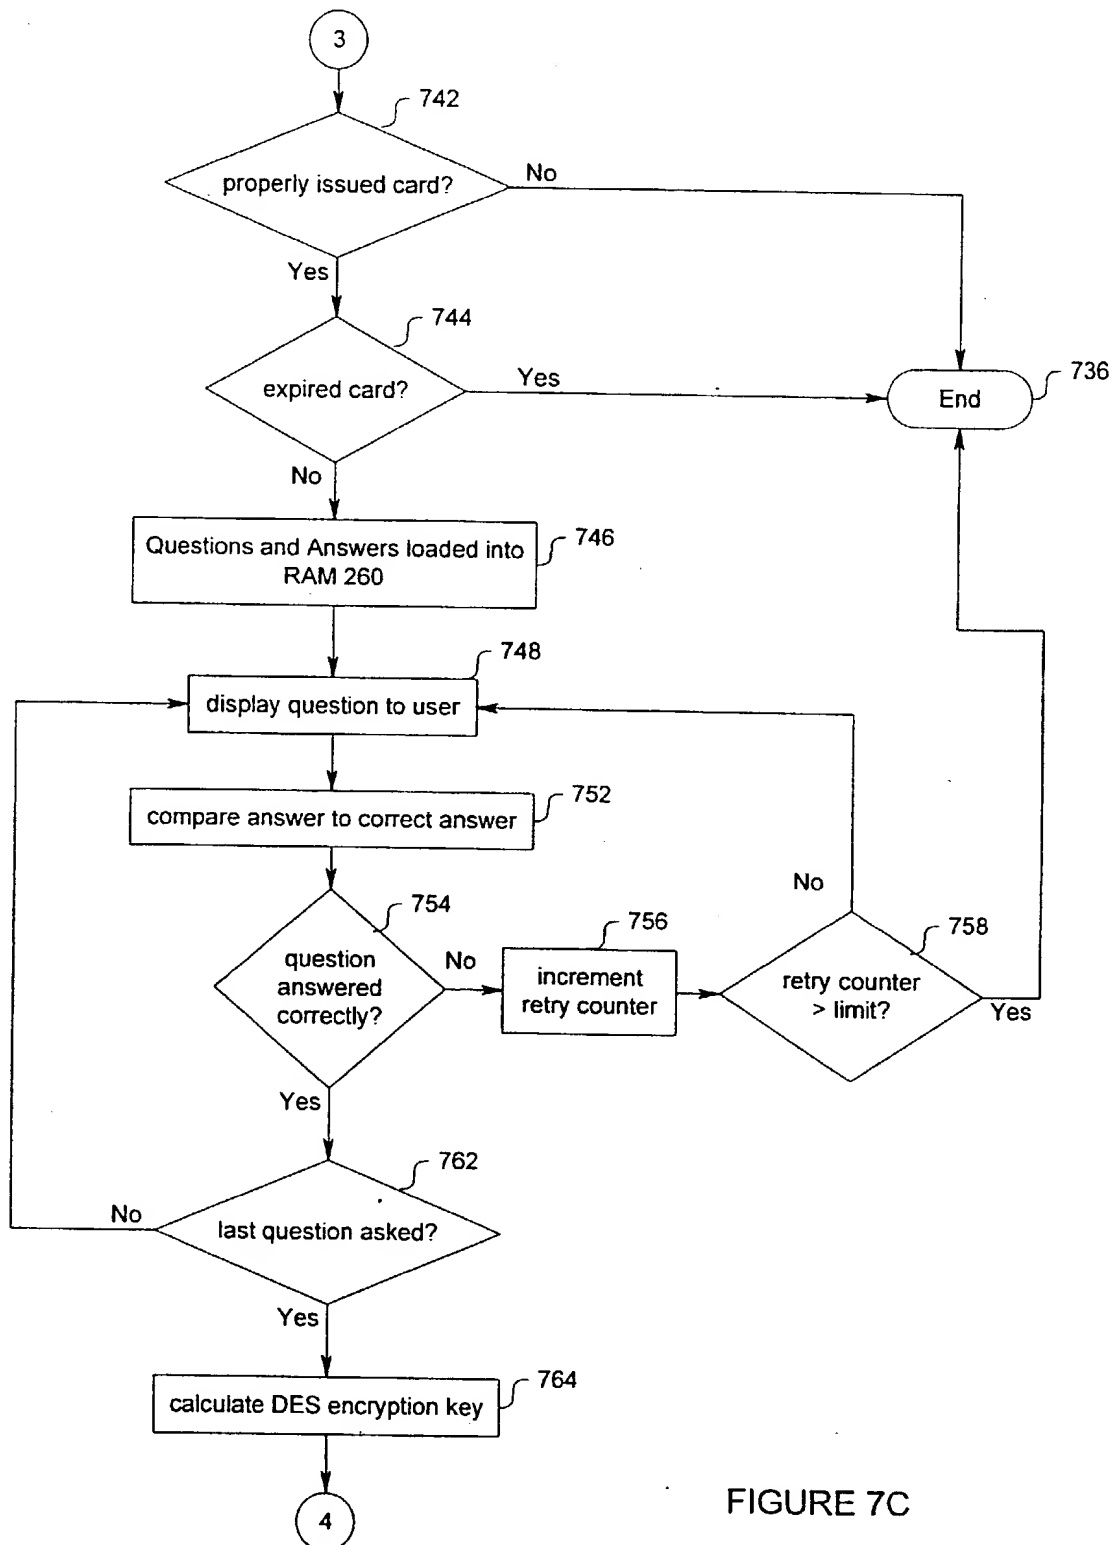 3
742
properly issued card?
No
Yes
744
expired card?
Yes
No
End
736
Questions and Answers loaded into
RAM 260
746
748
display question to user
752
compare answer to correct answer
754
question
answered
correctly?
No
756
increment
retry counter
No
758
retry counter
> limit?
Yes
Yes
762
last question asked?
No
Yes
764
calculate DES encryption key
4
FIGURE 7C